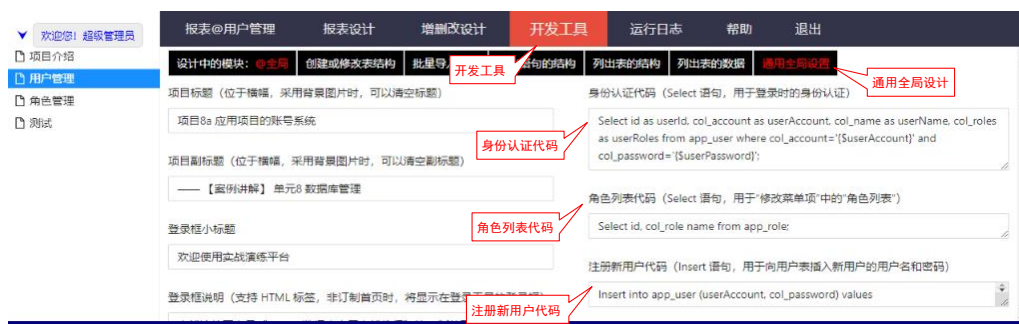 欢迎您! 超级管理员
项目介绍
用户管理
角色管理
测试
报表@用户管理 报表设计 增删改设计 开发工具 运行日志 帮助 退出
设计中的模块：@全局 创建或修改表结构 批量导 语句的结构 列出表的结构 列出表的数据 通用全局设置
开发工具
通用全局设计
项目标题（位于横幅，采用背景图片时，可以清空标题）
项目8a 应用项目的账号系统
项目副标题（位于横幅，采用背景图片时，可以清空副标题）
——【案例讲解】 单元8 数据库管理
登录框小标题
欢迎使用实战演练平台
登录框说明（支持 HTML 标签，非订制首页时，将显示在登录
身份认证代码（Select 语句，用于登录时的身份认证）
身份认证代码
Select id as userId, col_account as userAccount, col_name as userName, col_roles
as userRoles from app_user where col_account='{$userAccount}' and
col_password='{$userPassword}';
角色列表代码（Select 语句，用于"修改菜单项"中的"角色列表"）
角色列表代码
Select id, col_role name from app_role;
注册新用户代码（Insert 语句，用于向用户表插入新用户的用户名和密码）
注册新用户代码
Insert into app_user (userAccount, col_password) values